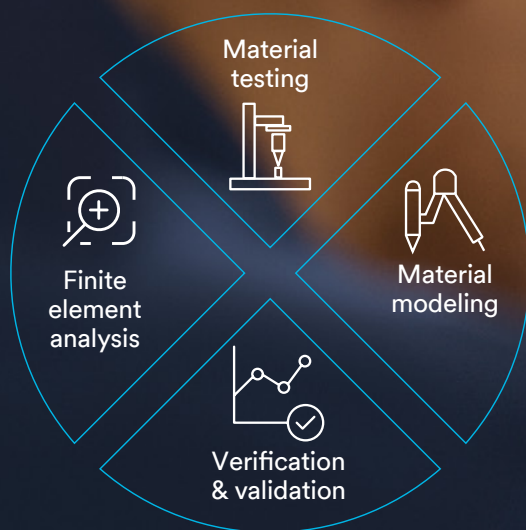 Material
testing
Finite
element
analysis
Material
modeling
Verification
& validation